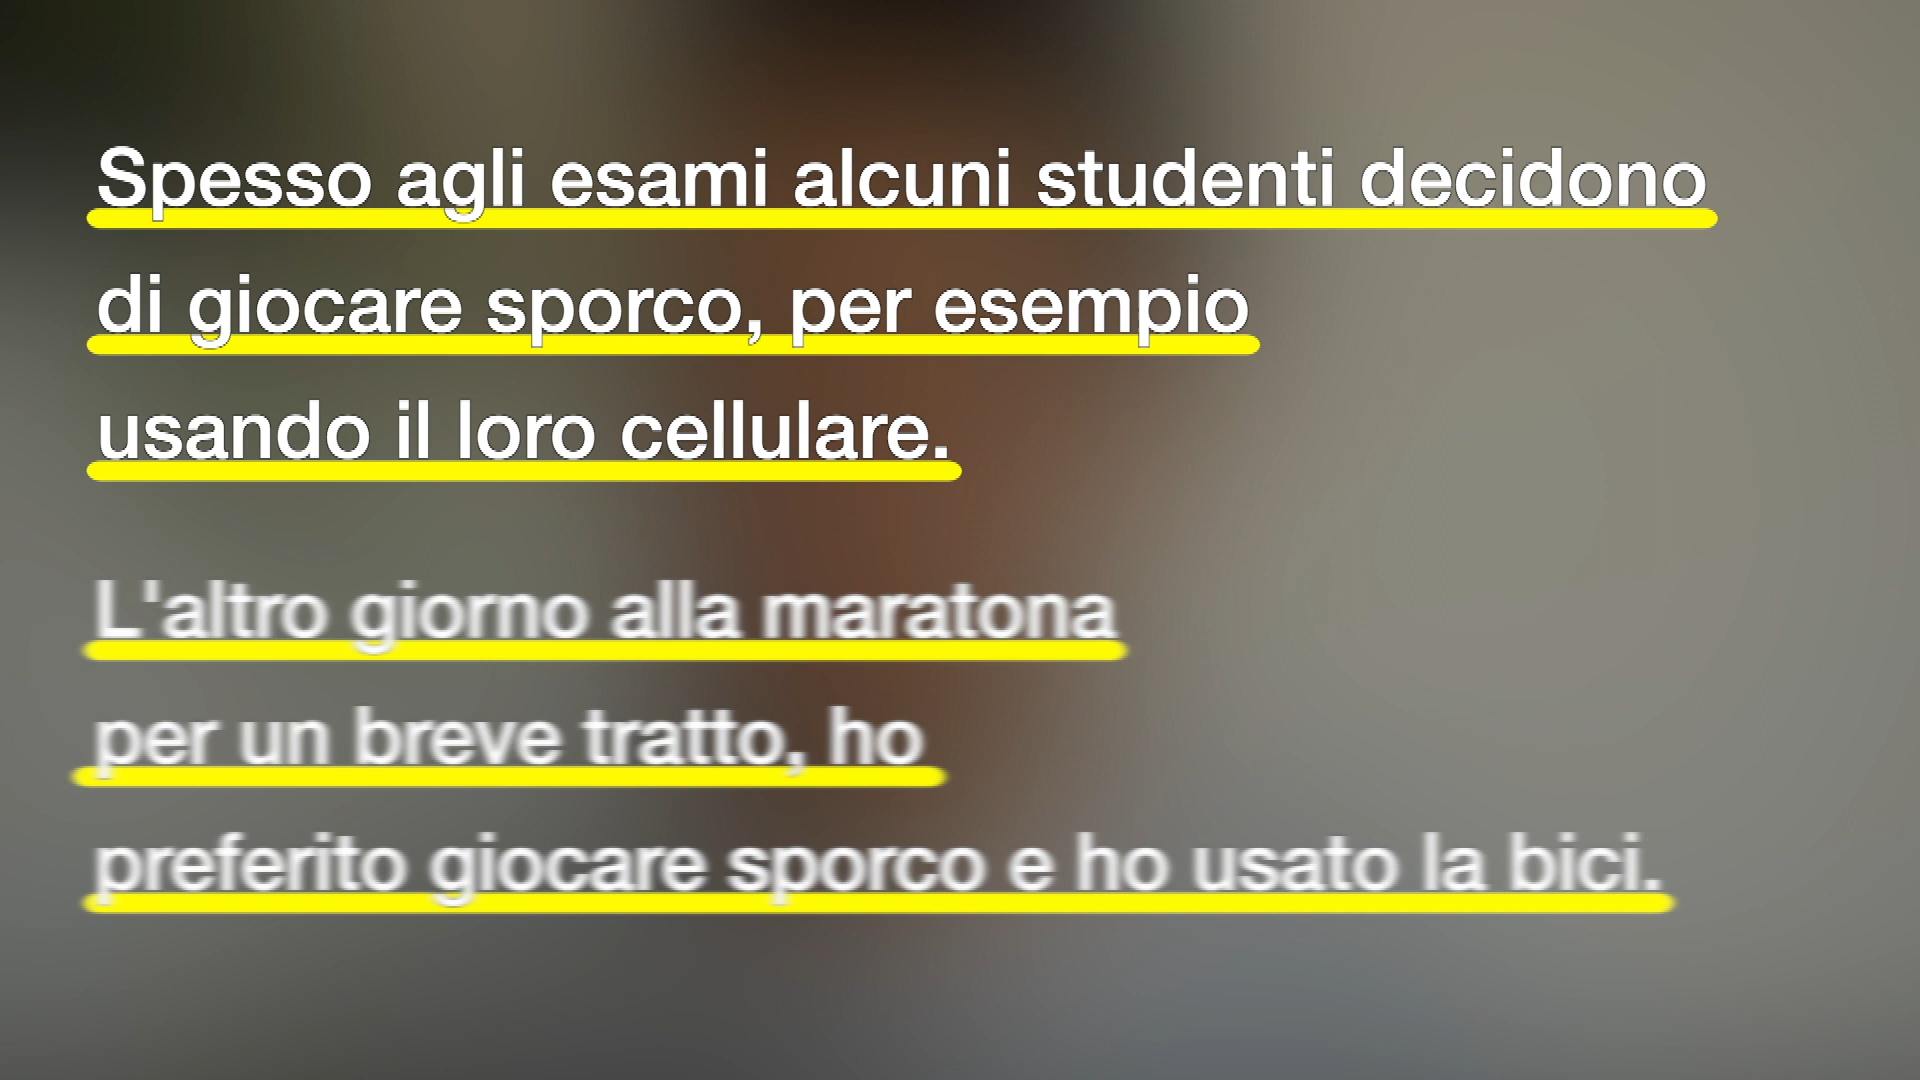 Spesso agli esami alcuni studenti decidono
di giocare sporco, per esempio
usando il loro cellulare.
L'altro giorno alla maratona
per un breve tratto, ho
preferito giocare sporco e ho usato la bici.